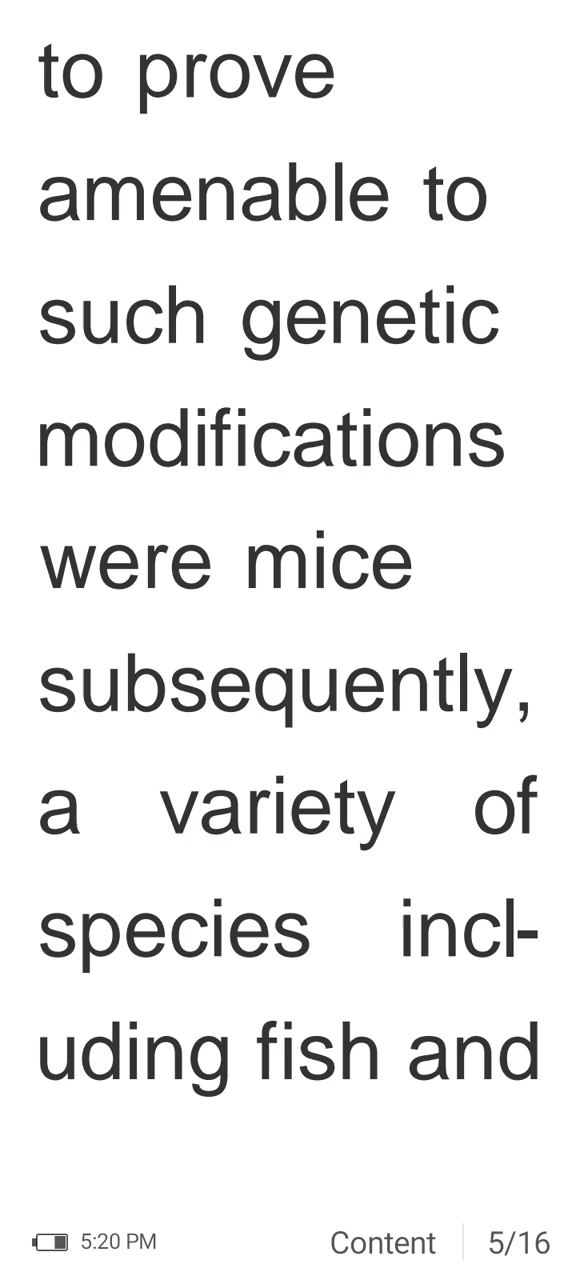 to prove
amenable to
such genetic
modifications
were mice
subsequently,
a variety of
species incl-
uding fish and
5:20 PM Content 5/16